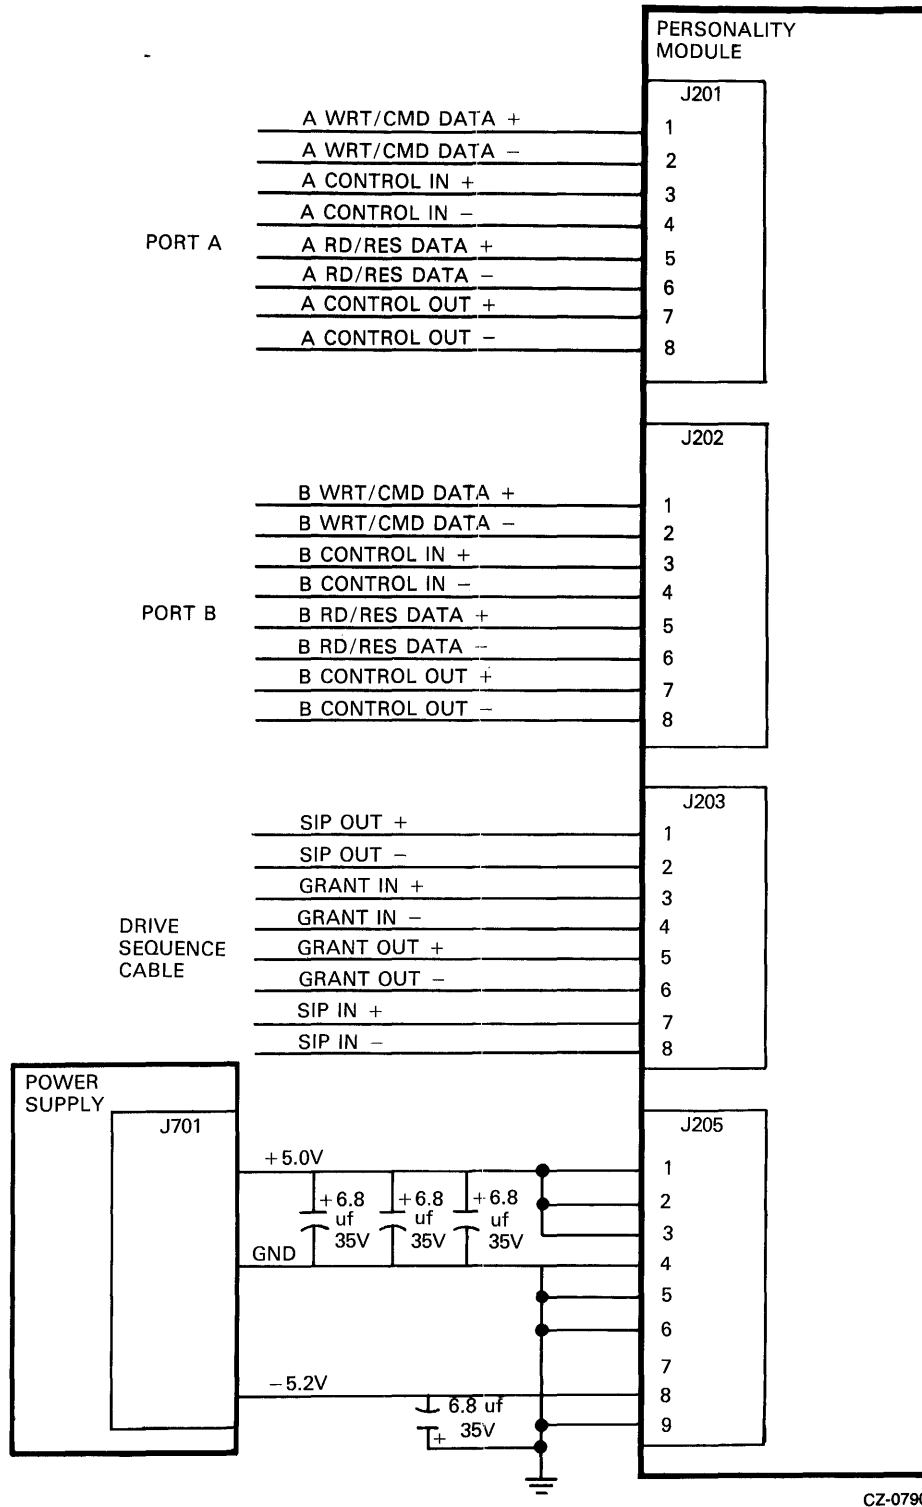 PERSONALITY
MODULE
J201
A WRT/CMD DATA + 1
A WRT/CMD DATA − 2
A CONTROL IN + 3
A CONTROL IN − 4
PORT A
A RD/RES DATA + 5
A RD/RES DATA − 6
A CONTROL OUT + 7
A CONTROL OUT − 8
J202
B WRT/CMD DATA + 1
B WRT/CMD DATA − 2
B CONTROL IN + 3
B CONTROL IN − 4
PORT B
B RD/RES DATA + 5
B RD/RES DATA − 6
B CONTROL OUT + 7
B CONTROL OUT − 8
J203
SIP OUT + 1
SIP OUT − 2
GRANT IN + 3
GRANT IN − 4
DRIVE
SEQUENCE
CABLE
GRANT OUT + 5
GRANT OUT − 6
SIP IN + 7
SIP IN − 8
POWER
SUPPLY
J701
J205
+5.0V 1
+6.8 +6.8 +6.8 2
uf uf uf
35V 35V 35V 3
GND 4
5
6
7
−5.2V 8
6.8 uf
+ 35V 9
CZ-0790